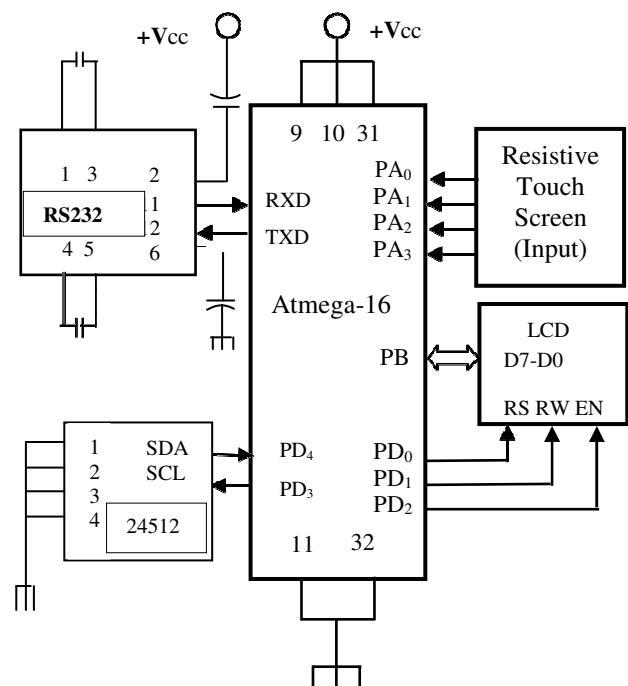 +Vcc
+Vcc
9 10 31
1 3 2
RS232
1
2
4 5 6
RXD
TXD
Atmega-16
PA0
PA1
PA2
PA3
Resistive
Touch
Screen
(Input)
PB
LCD
D7-D0
RS RW EN
1
2
3
4
SDA
SCL
24512
PD4
PD3
PD0
PD1
PD2
11 32